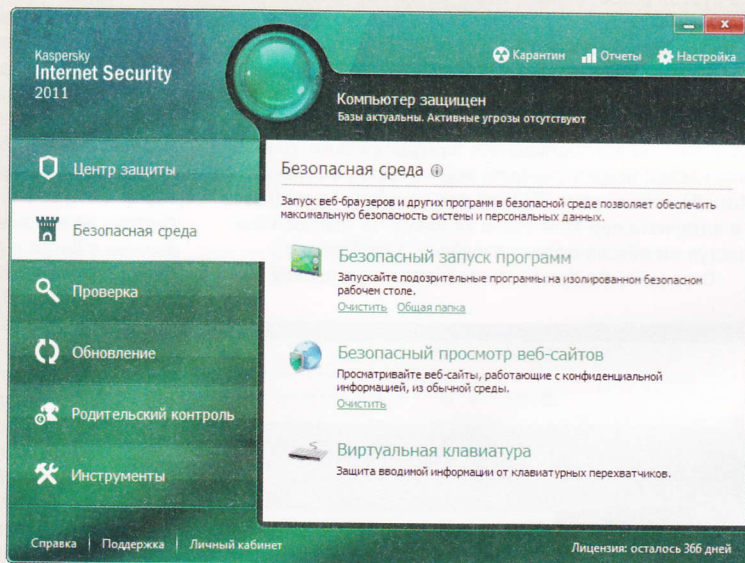 Kaspersky
Internet Security
2011
Карантин Отчеты Настройка
Компьютер защищен
Базы актуальны. Активные угрозы отсутствуют
Центр защиты
Безопасная среда
Проверка
Обновление
Родительский контроль
Инструменты
Безопасная среда
Запуск веб-браузеров и других программ в безопасной среде позволяет обеспечить
максимальную безопасность системы и персональных данных.
Безопасный запуск программ
Запускайте подозрительные программы на изолированном безопасном
рабочем столе.
Очистить Общая папка
Безопасный просмотр веб-сайтов
Просматривайте веб-сайты, работающие с конфиденциальной
информацией, из обычной среды.
Очистить
Виртуальная клавиатура
Защита вводимой информации от клавиатурных перехватчиков.
Справка | Поддержка | Личный кабинет
Лицензия: осталось 366 дней